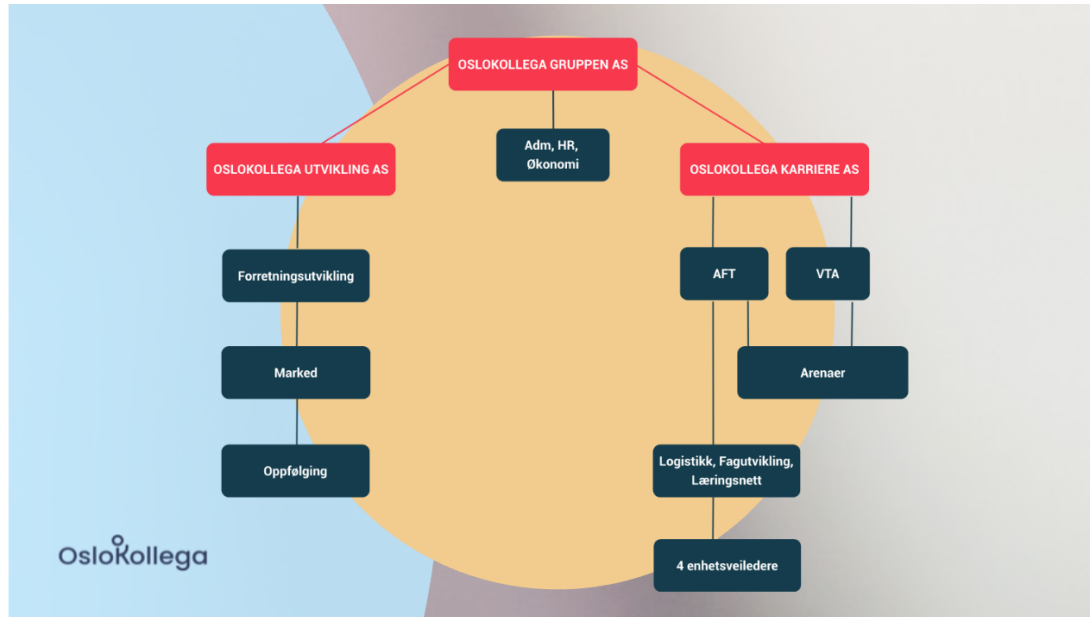 OSLOKOLLEGA GRUPPEN AS
Adm, HR,
Økonomi
OSLOKOLLEGA UTVIKLING AS
OSLOKOLLEGA KARRIERE AS
Forretningsutvikling
AFT
VTA
Marked
Arenaer
Oppfølging
Logistikk, Fagutvikling,
Læringsnett
4 enhetsveiledere
OsloKollega